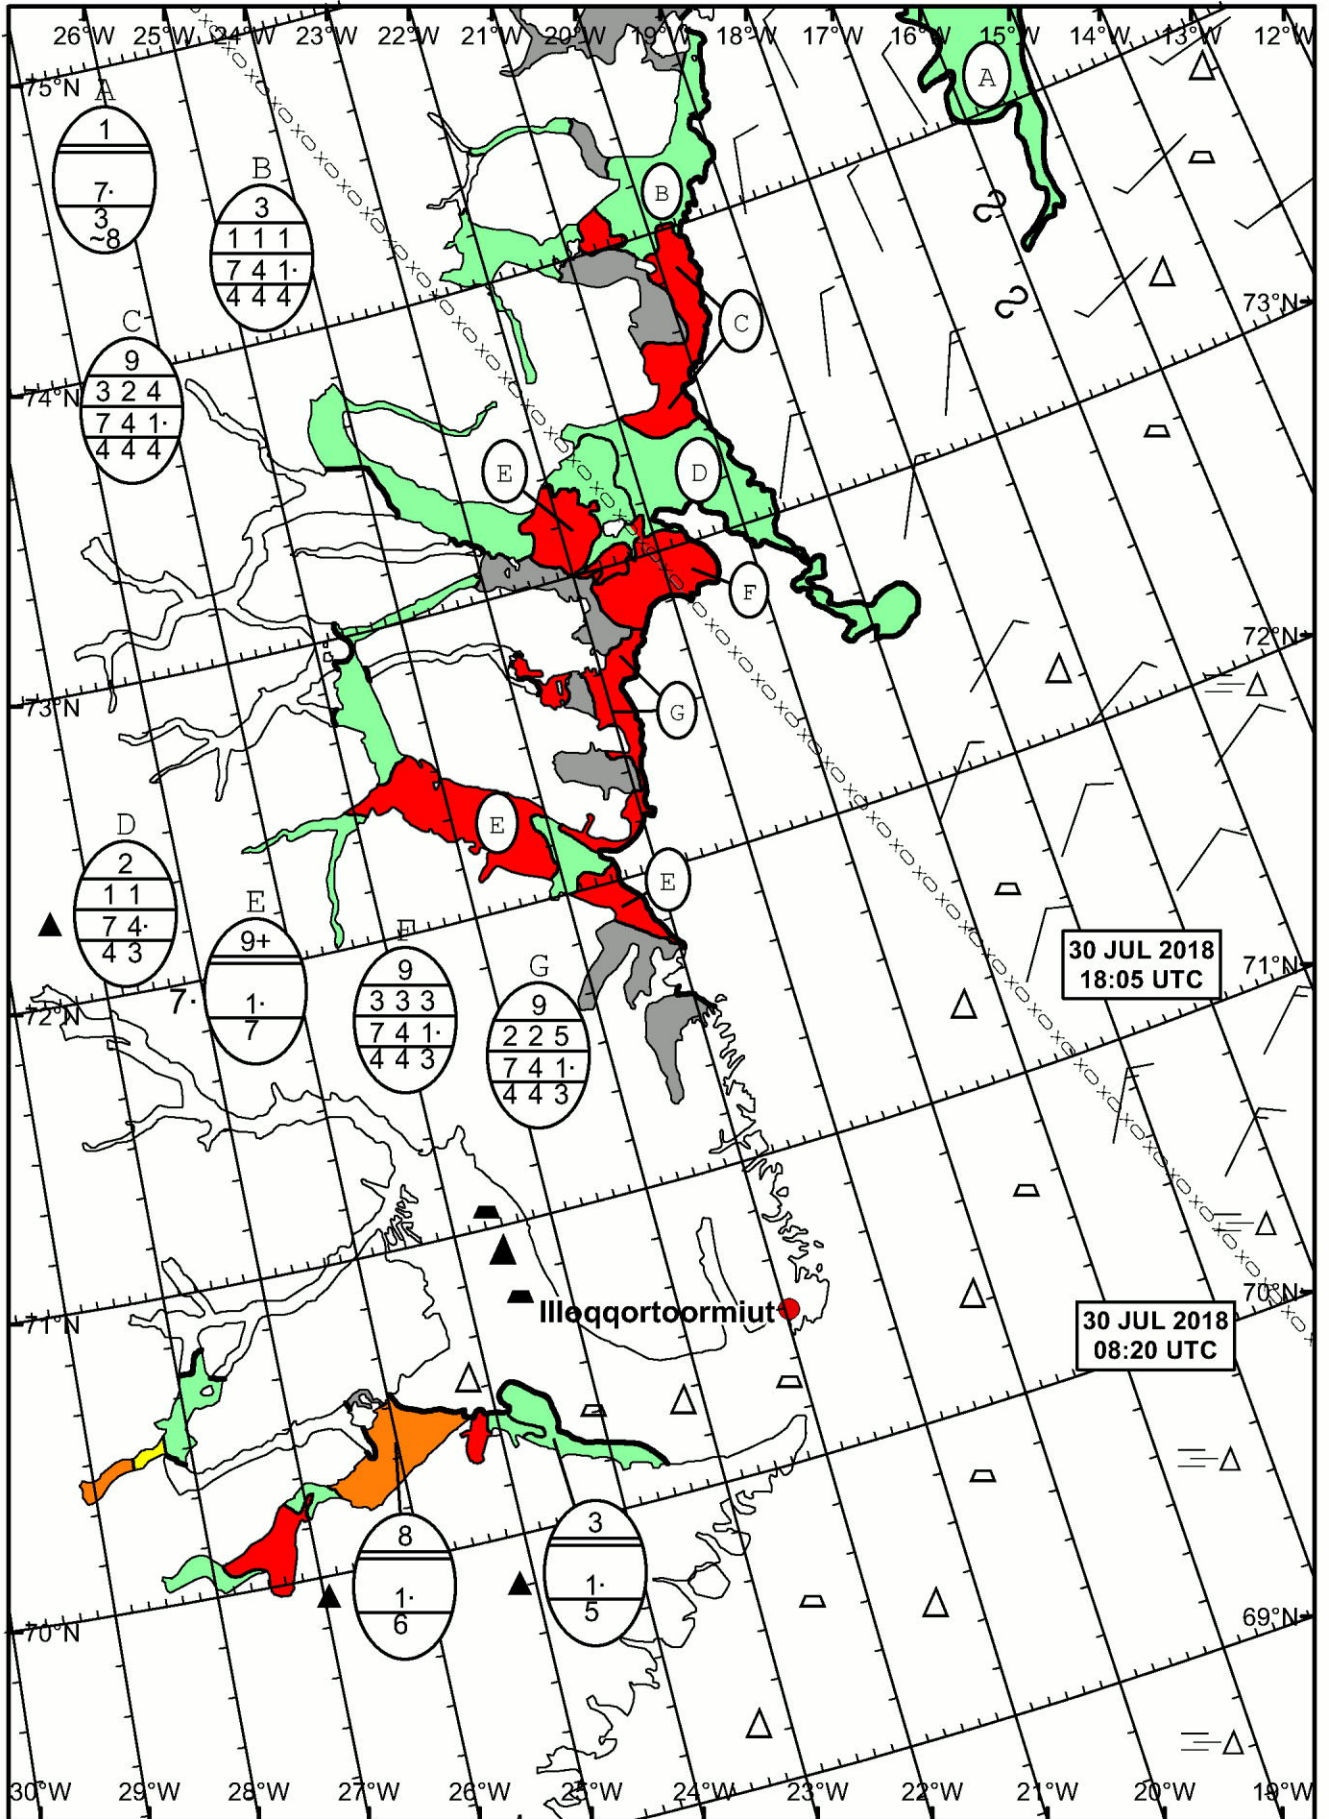 26°W 25°W 24°W 23°W 22°W 21°W 20°W 19°W 18°W 17°W 16°W 15°W 14°W 13°W 12°W
75°N
A
1
7·
3
~8
A
B
3
1 1 1
7 4 1·
4 4 4
B
73°N
C
9
3 2 4
7 4 1·
4 4 4
C
74°N
E
D
F
72°N
73°N
G
E
E
D
2
1 1
7 4·
4 3
E
9+
7·
1·
7
F
9
3 3 3
7 4 1·
4 4 3
G
9
2 2 5
7 4 1·
4 4 3
30 JUL 2018
18:05 UTC
71°N
72°N
70°N
Illoqqortoormiut
30 JUL 2018
08:20 UTC
71°N
8
1·
6
3
1·
5
70°N
69°N
30°W 29°W 28°W 27°W 26°W 25°W 24°W 23°W 22°W 21°W 20°W 19°W